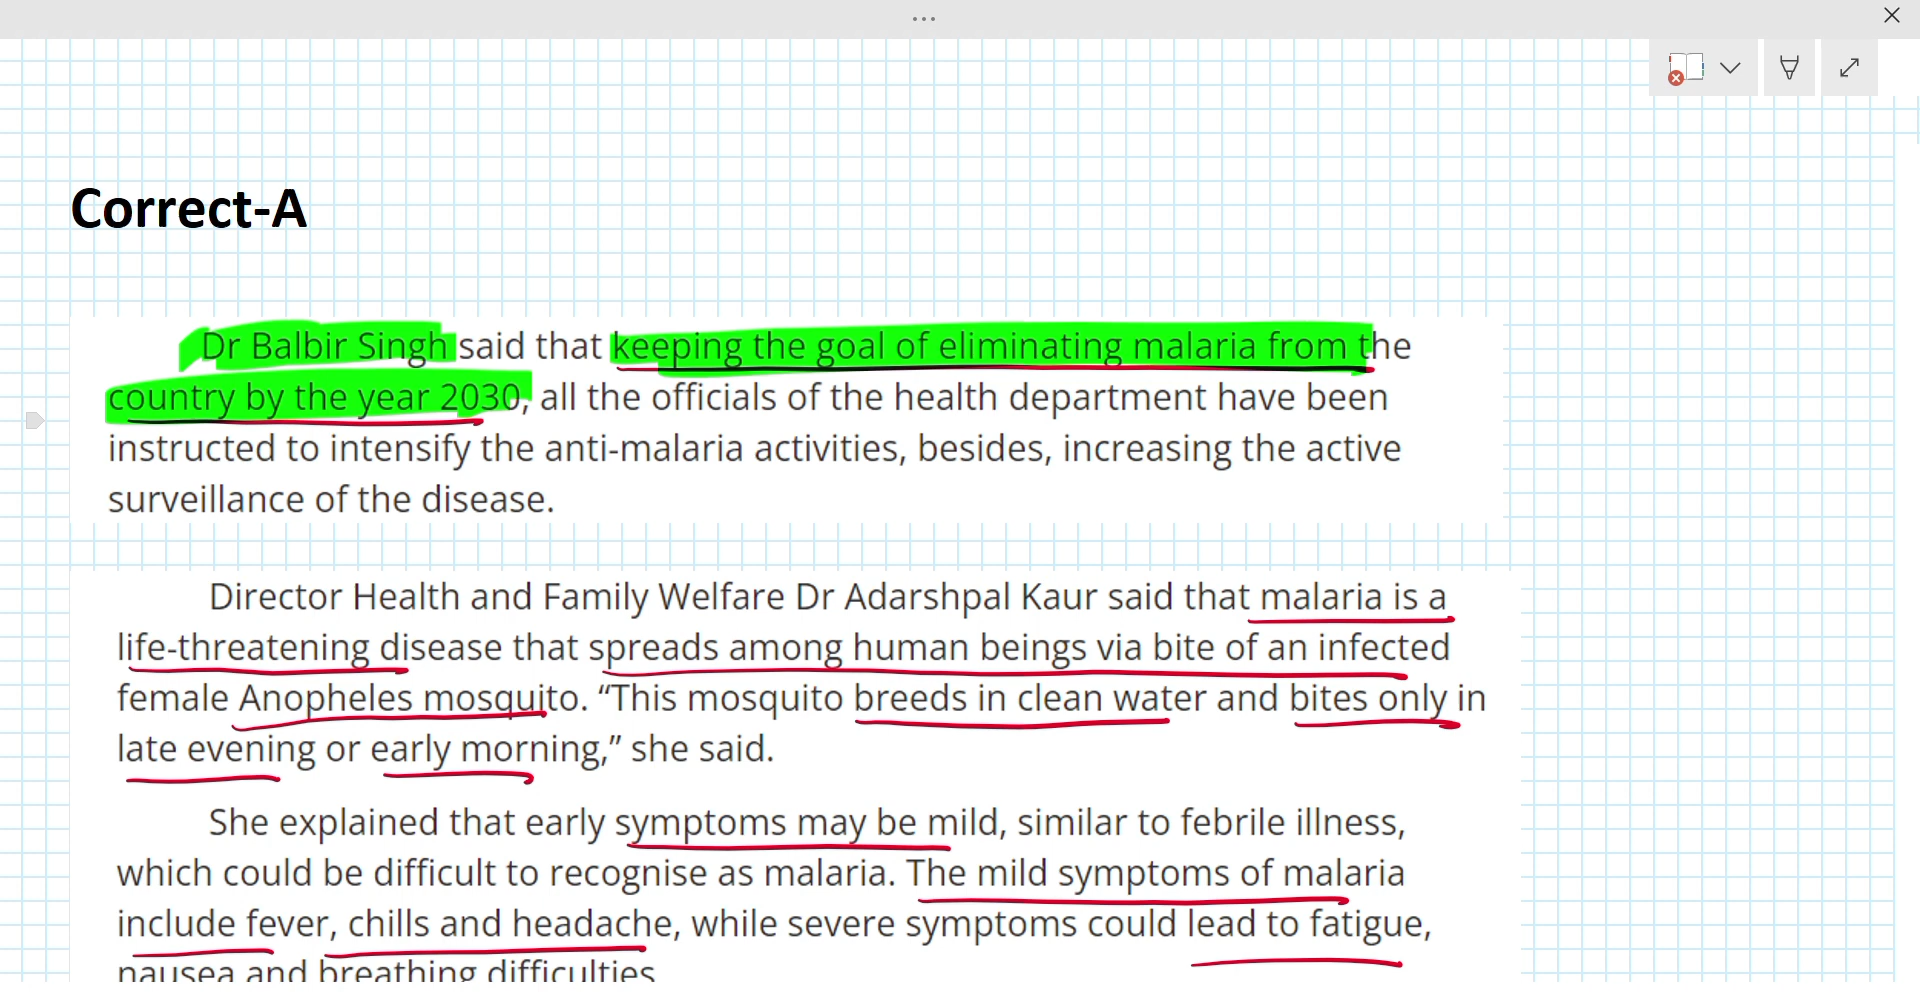 Correct-A
Dr Balbir Singh said that keeping the goal of eliminating malaria from the
country by the year 2030, all the officials of the health department have been
instructed to intensify the anti-malaria activities, besides, increasing the active
surveillance of the disease.
Director Health and Family Welfare Dr Adarshpal Kaur said that malaria is a
life-threatening disease that spreads among human beings via bite of an infected
female Anopheles mosquito. “This mosquito breeds in clean water and bites only in
late evening or early morning,” she said.
She explained that early symptoms may be mild, similar to febrile illness,
which could be difficult to recognise as malaria. The mild symptoms of malaria
include fever, chills and headache, while severe symptoms could lead to fatigue,
nausea and breathing difficulties